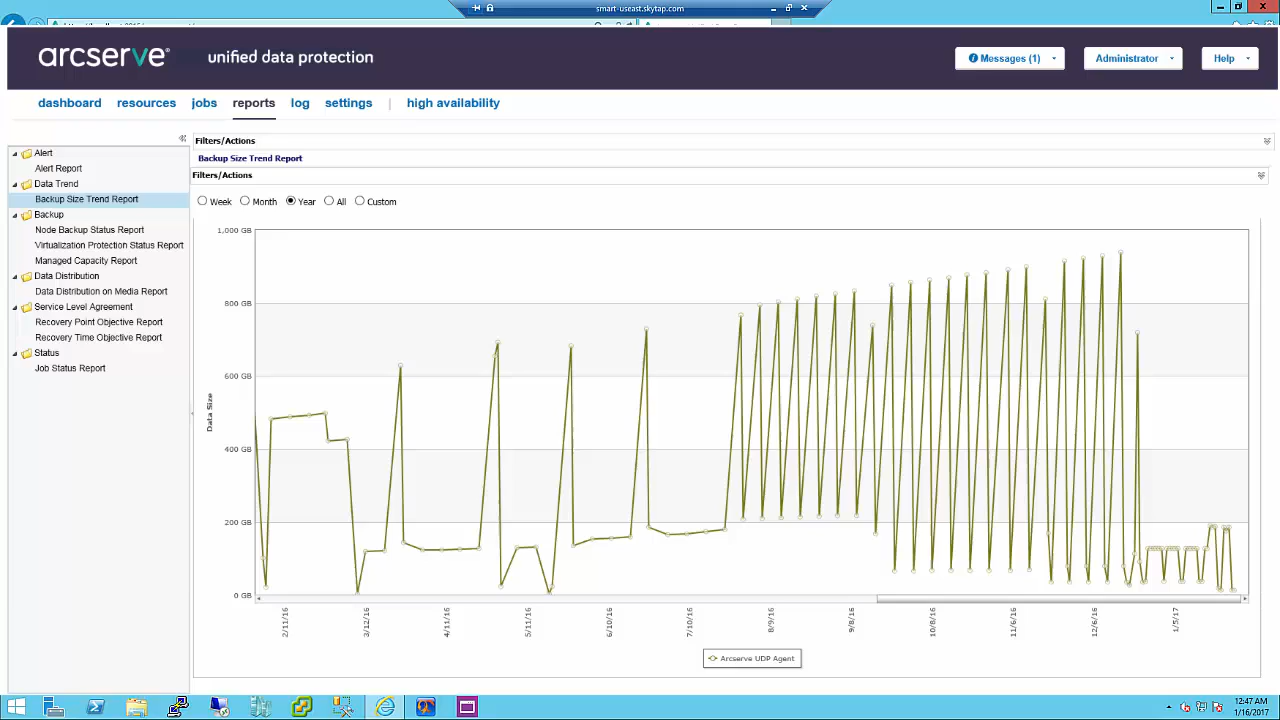 smart-useast.skytap.com
arcserve® unified data protection
Messages (1)
Administrator
Help
dashboard resources jobs reports log settings | high availability
Filters/Actions
Alert
Alert Report
Data Trend
Backup Size Trend Report
Backup
Node Backup Status Report
Virtualization Protection Status Report
Managed Capacity Report
Data Distribution
Data Distribution on Media Report
Service Level Agreement
Recovery Point Objective Report
Recovery Time Objective Report
Status
Job Status Report
Backup Size Trend Report
Filters/Actions
Week Month Year All Custom
1,000 GB
800 GB
600 GB
400 GB
200 GB
0 GB
Data Size
2/11/16 3/12/16 4/11/16 5/11/16 6/10/16 7/10/16 8/9/16 9/8/16 10/8/16 11/6/16 12/6/16 1/5/17
Arcserve UDP Agent
12:47 AM
1/16/2017